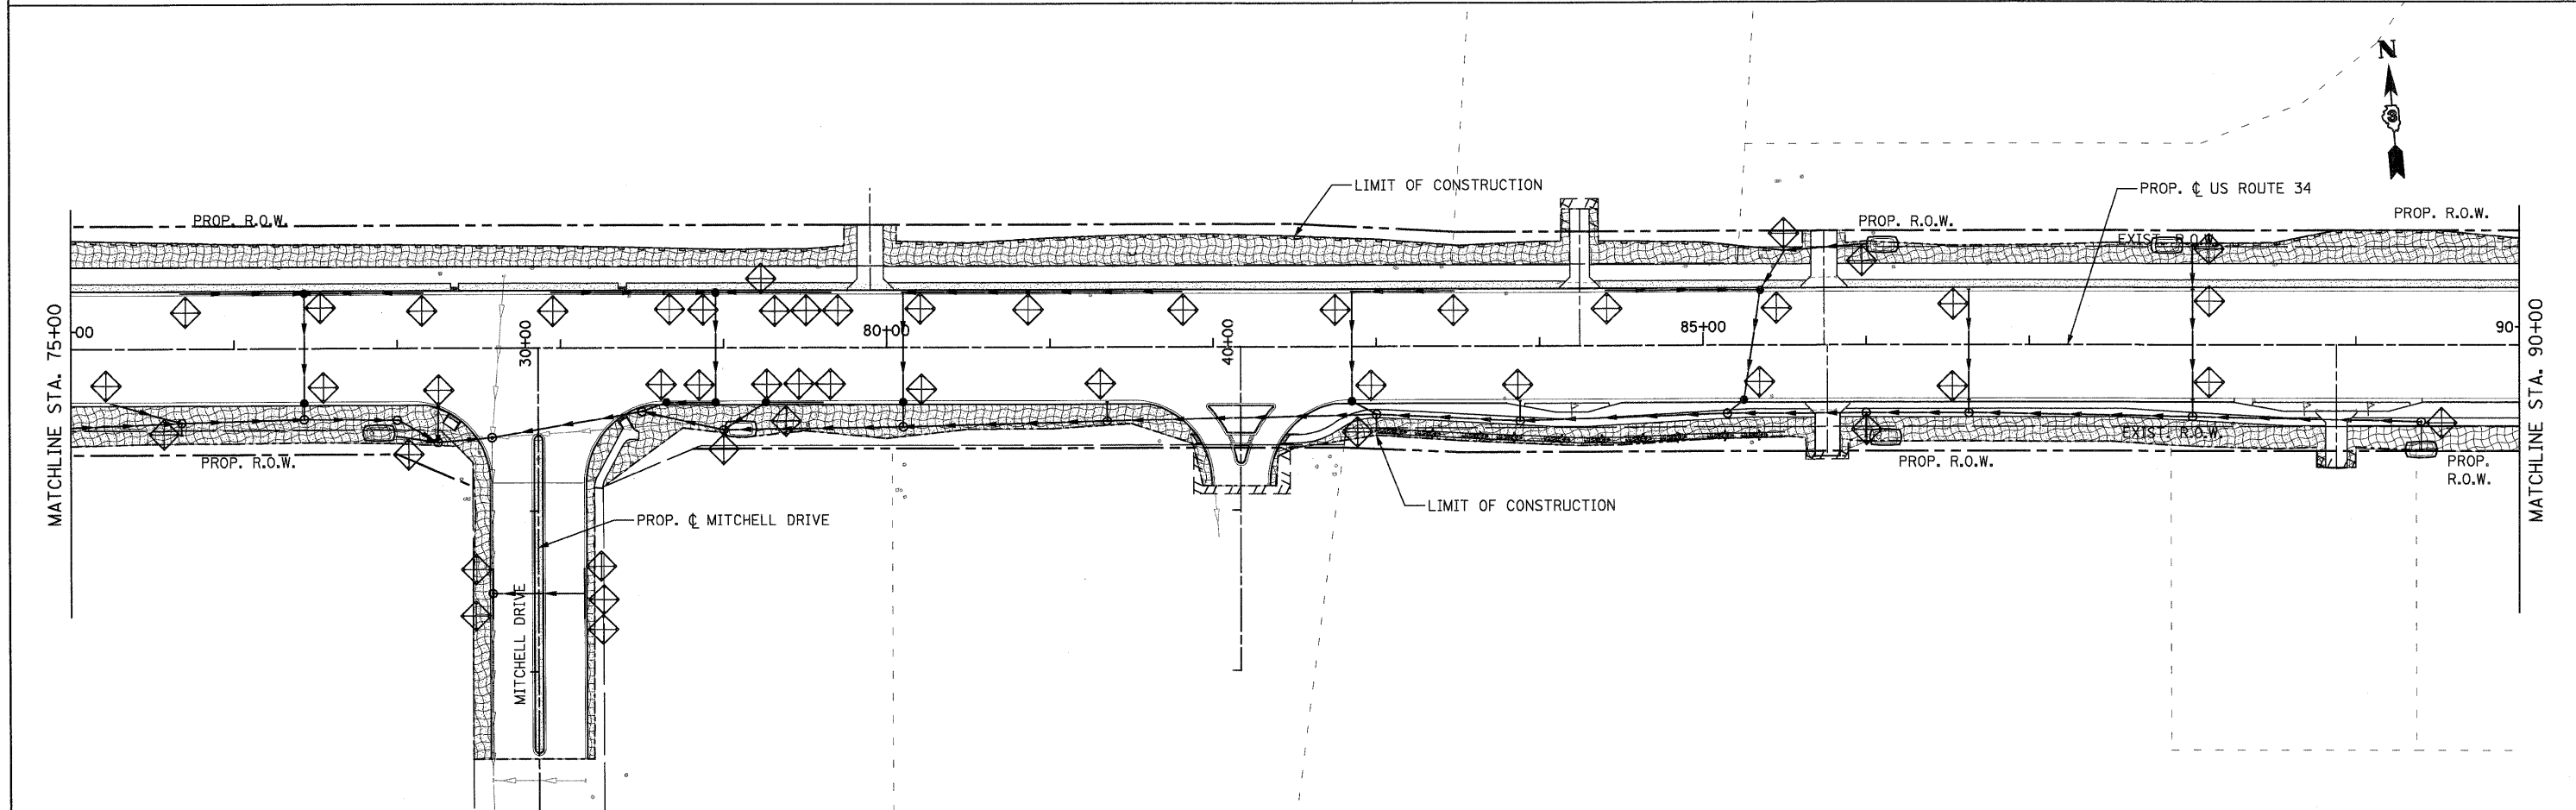 N
3
LIMIT OF CONSTRUCTION
PROP. ℄ US ROUTE 34
PROP. R.O.W.
PROP. R.O.W.
PROP. R.O.W.
EXIST. R.O.W.
MATCHLINE STA. 75+00
00
30+00
80+00
40+00
85+00
90+
MATCHLINE STA. 90+00
PROP. R.O.W.
EXIST. R.O.W.
PROP. R.O.W.
PROP.
R.O.W.
LIMIT OF CONSTRUCTION
PROP. ℄ MITCHELL DRIVE
MITCHELL DRIVE